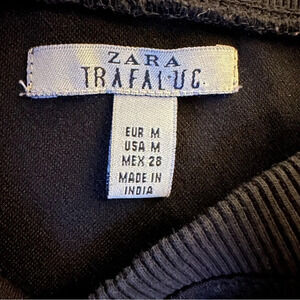 ZARA
TRAFALUC
EUR M
USA M
MEX 28
MADE IN
INDIA